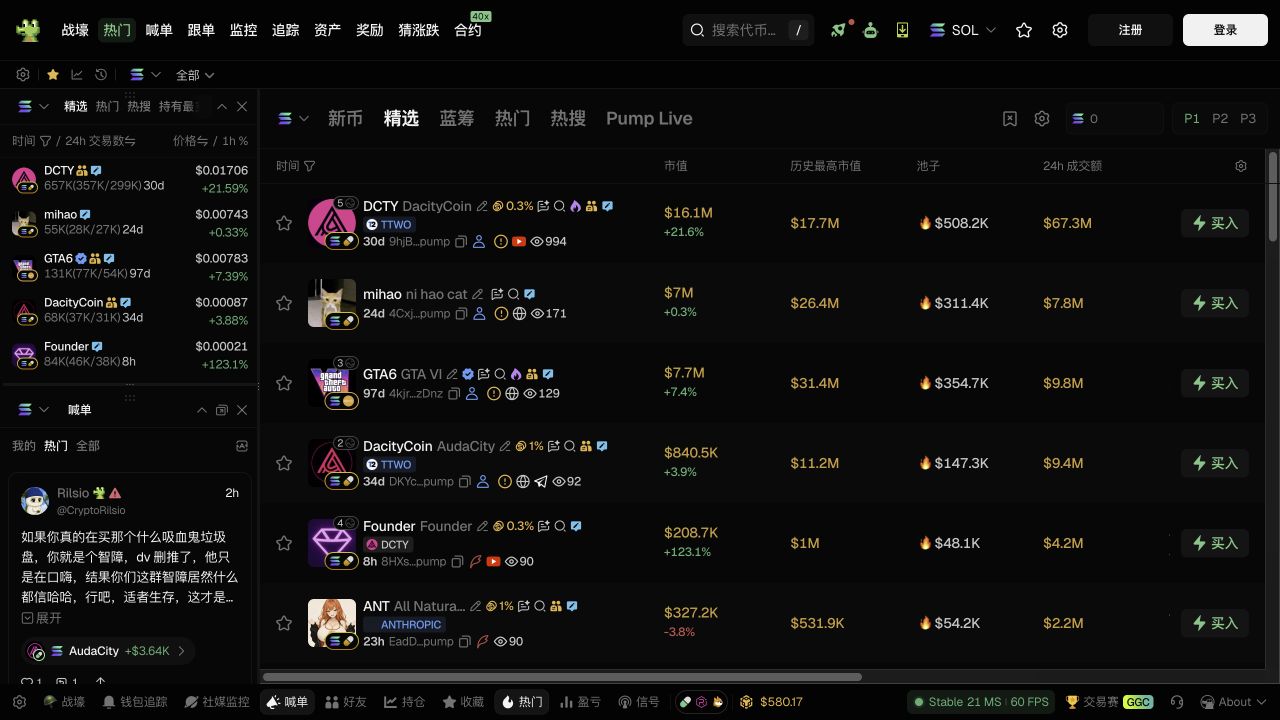 战壕 热门 喊单 跟单 监控 追踪 资产 奖励 猜涨跌 合约 40x 搜索代币... / SOL 注册 登录
全部
精选 热门 热搜 持有最
时间 / 24h 交易数 价格 / 1h %
DCTY $0.01706
657K(357K/299K) 30d +21.59%
mihao $0.00743
55K(28K/27K) 24d +0.33%
GTA6 $0.00783
131K(77K/54K) 97d +7.39%
DacityCoin $0.00087
68K(37K/31K) 34d +3.88%
Founder $0.00021
84K(46K/38K) 8h +123.1%
喊单
我的 热门 全部
Rilsio 2h
@CryptoRilsio
如果你真的在买那个什么吸血鬼垃圾
盘，你就是个智障，dv 删推了，他只
是在口嗨，结果你们这群智障居然什么
都信哈哈，行吧，适者生存，这才是...
展开
AudaCity +$3.64K
1 1
新币 精选 蓝筹 热门 热搜 Pump Live 0 P1 P2 P3
时间 市值 历史最高市值 池子 24h 成交额
5 DCTY DacityCoin 0.3% $16.1M $17.7M $508.2K $67.3M 买入
12 TTWO +21.6%
30d 9hjB...pump 994
mihao ni hao cat $7M $26.4M $311.4K $7.8M 买入
24d 4Cxj...pump 171 +0.3%
3 GTA6 GTA VI $7.7M $31.4M $354.7K $9.8M 买入
grand theft auto
97d 4kjr...zDnz 129 +7.4%
2 DacityCoin AudaCity 1% $840.5K $11.2M $147.3K $9.4M 买入
12 TTWO +3.9%
34d DKYc...pump 92
4 Founder Founder 0.3% $208.7K $1M $48.1K $4.2M 买入
DCTY +123.1%
8h 8HXs...pump 90
ANT All Natura... 1% $327.2K $531.9K $54.2K $2.2M 买入
ANTHROPIC -3.8%
23h EadD...pump 90
战壕 钱包追踪 社媒监控 喊单 好友 持仓 收藏 热门 盈亏 信号 $580.17 Stable 21 MS 60 FPS 交易赛 GGC About